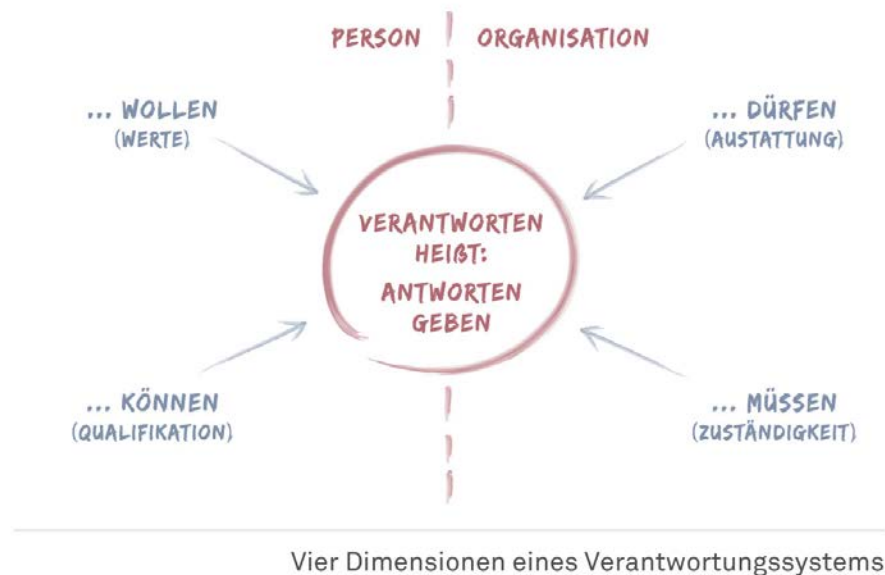 PERSON ORGANISATION
... WOLLEN
(WERTE)
... DÜRFEN
(AUSTATTUNG)
VERANTWORTEN
HEIẞT:
ANTWORTEN
GEBEN
... KÖNNEN
(QUALIFIKATION)
... MÜSSEN
(ZUSTÄNDIGKEIT)
Vier Dimensionen eines Verantwortungssystems